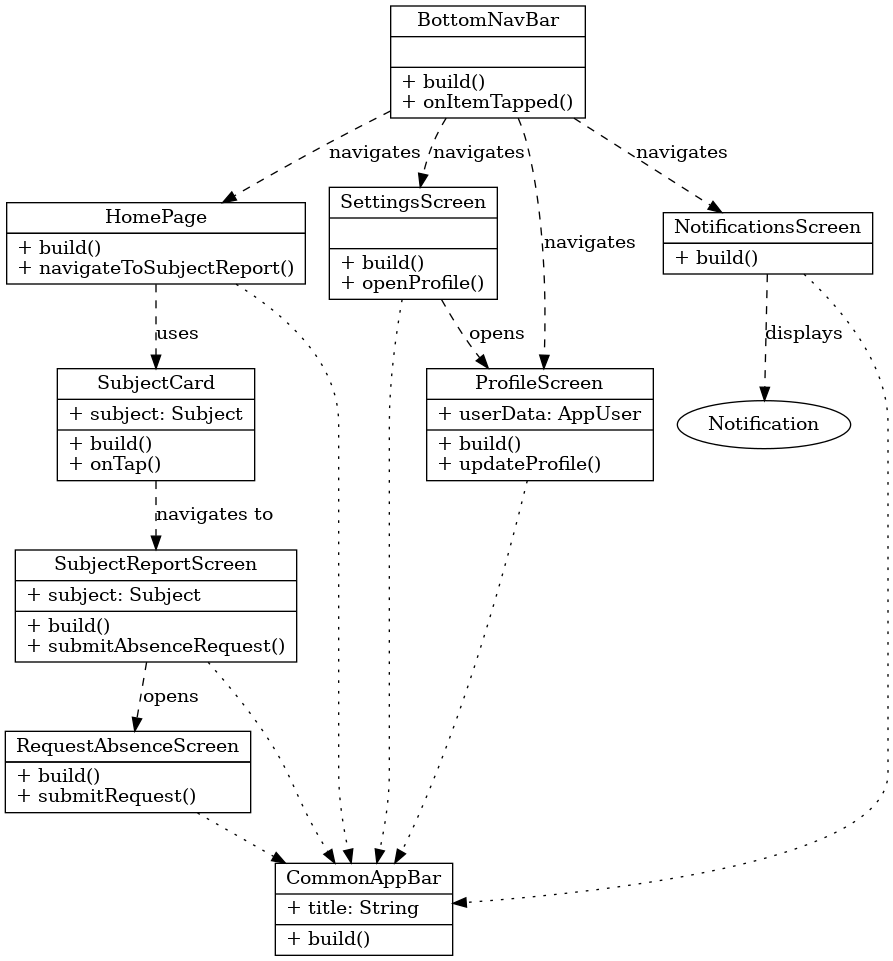 BottomNavBar
+ build()
+ onItemTapped()
navigates
navigates
navigates
navigates
HomePage
+ build()
+ navigateToSubjectReport()
SettingsScreen
+ build()
+ openProfile()
NotificationsScreen
+ build()
uses
opens
displays
SubjectCard
+ subject: Subject
+ build()
+ onTap()
ProfileScreen
+ userData: AppUser
+ build()
+ updateProfile()
Notification
navigates to
SubjectReportScreen
+ subject: Subject
+ build()
+ submitAbsenceRequest()
opens
RequestAbsenceScreen
+ build()
+ submitRequest()
CommonAppBar
+ title: String
+ build()